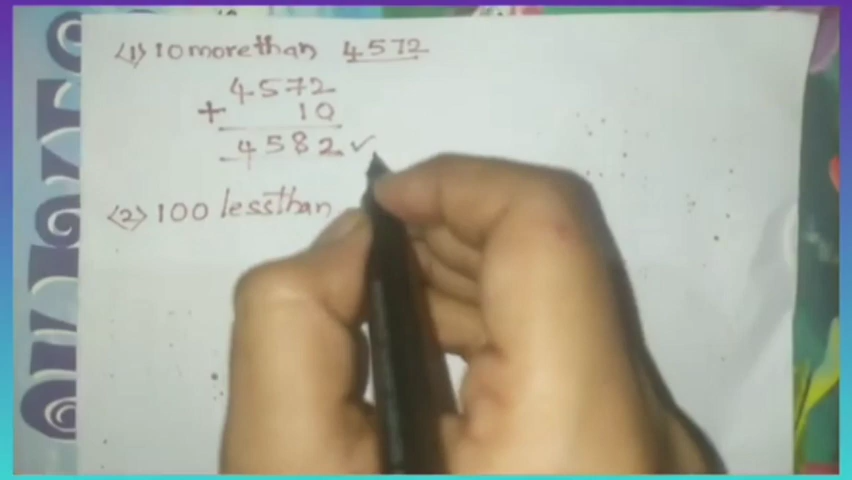 (1) 10 more than 4572
4572
+ 10
4582 ✓
(2) 100 less than